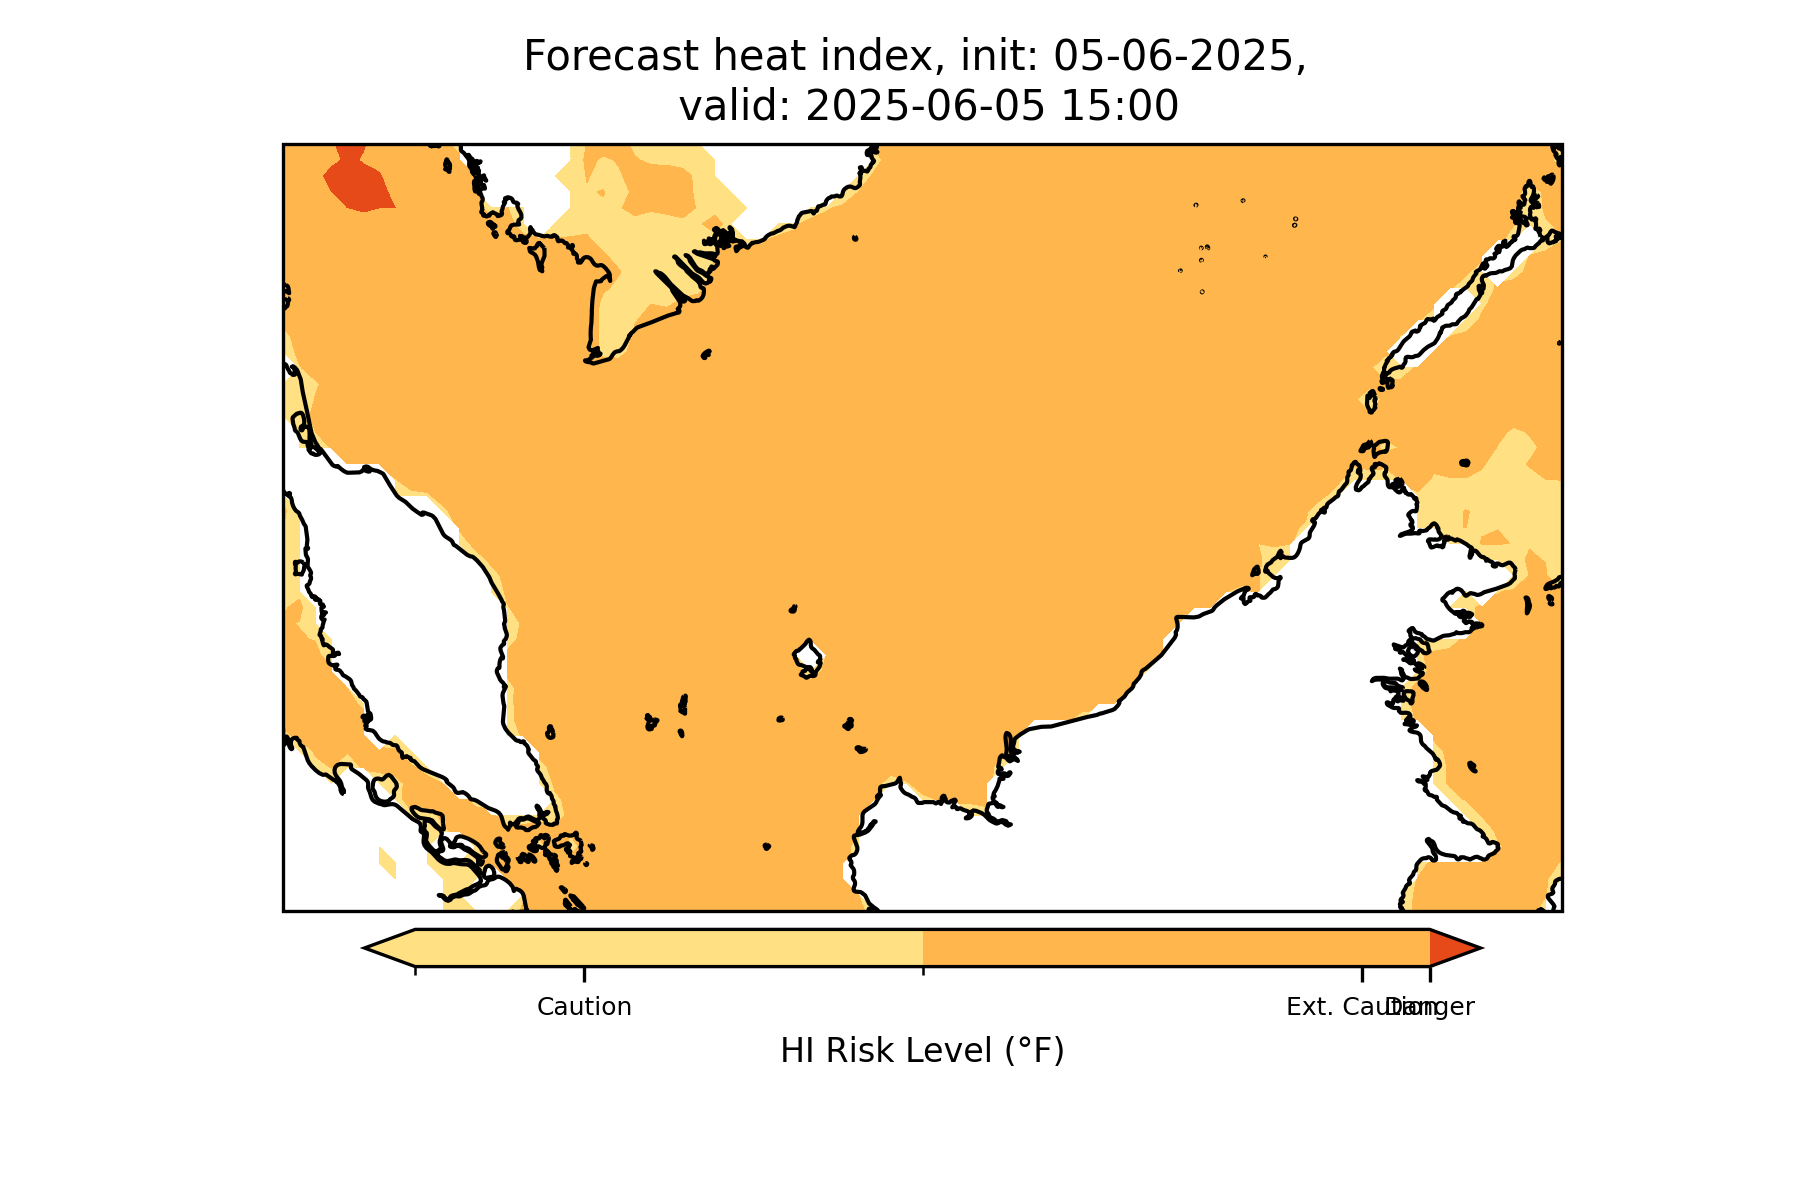 Forecast heat index, init: 05-06-2025,
valid: 2025-06-05 15:00
Caution
Ext. Caution
Danger
HI Risk Level (°F)